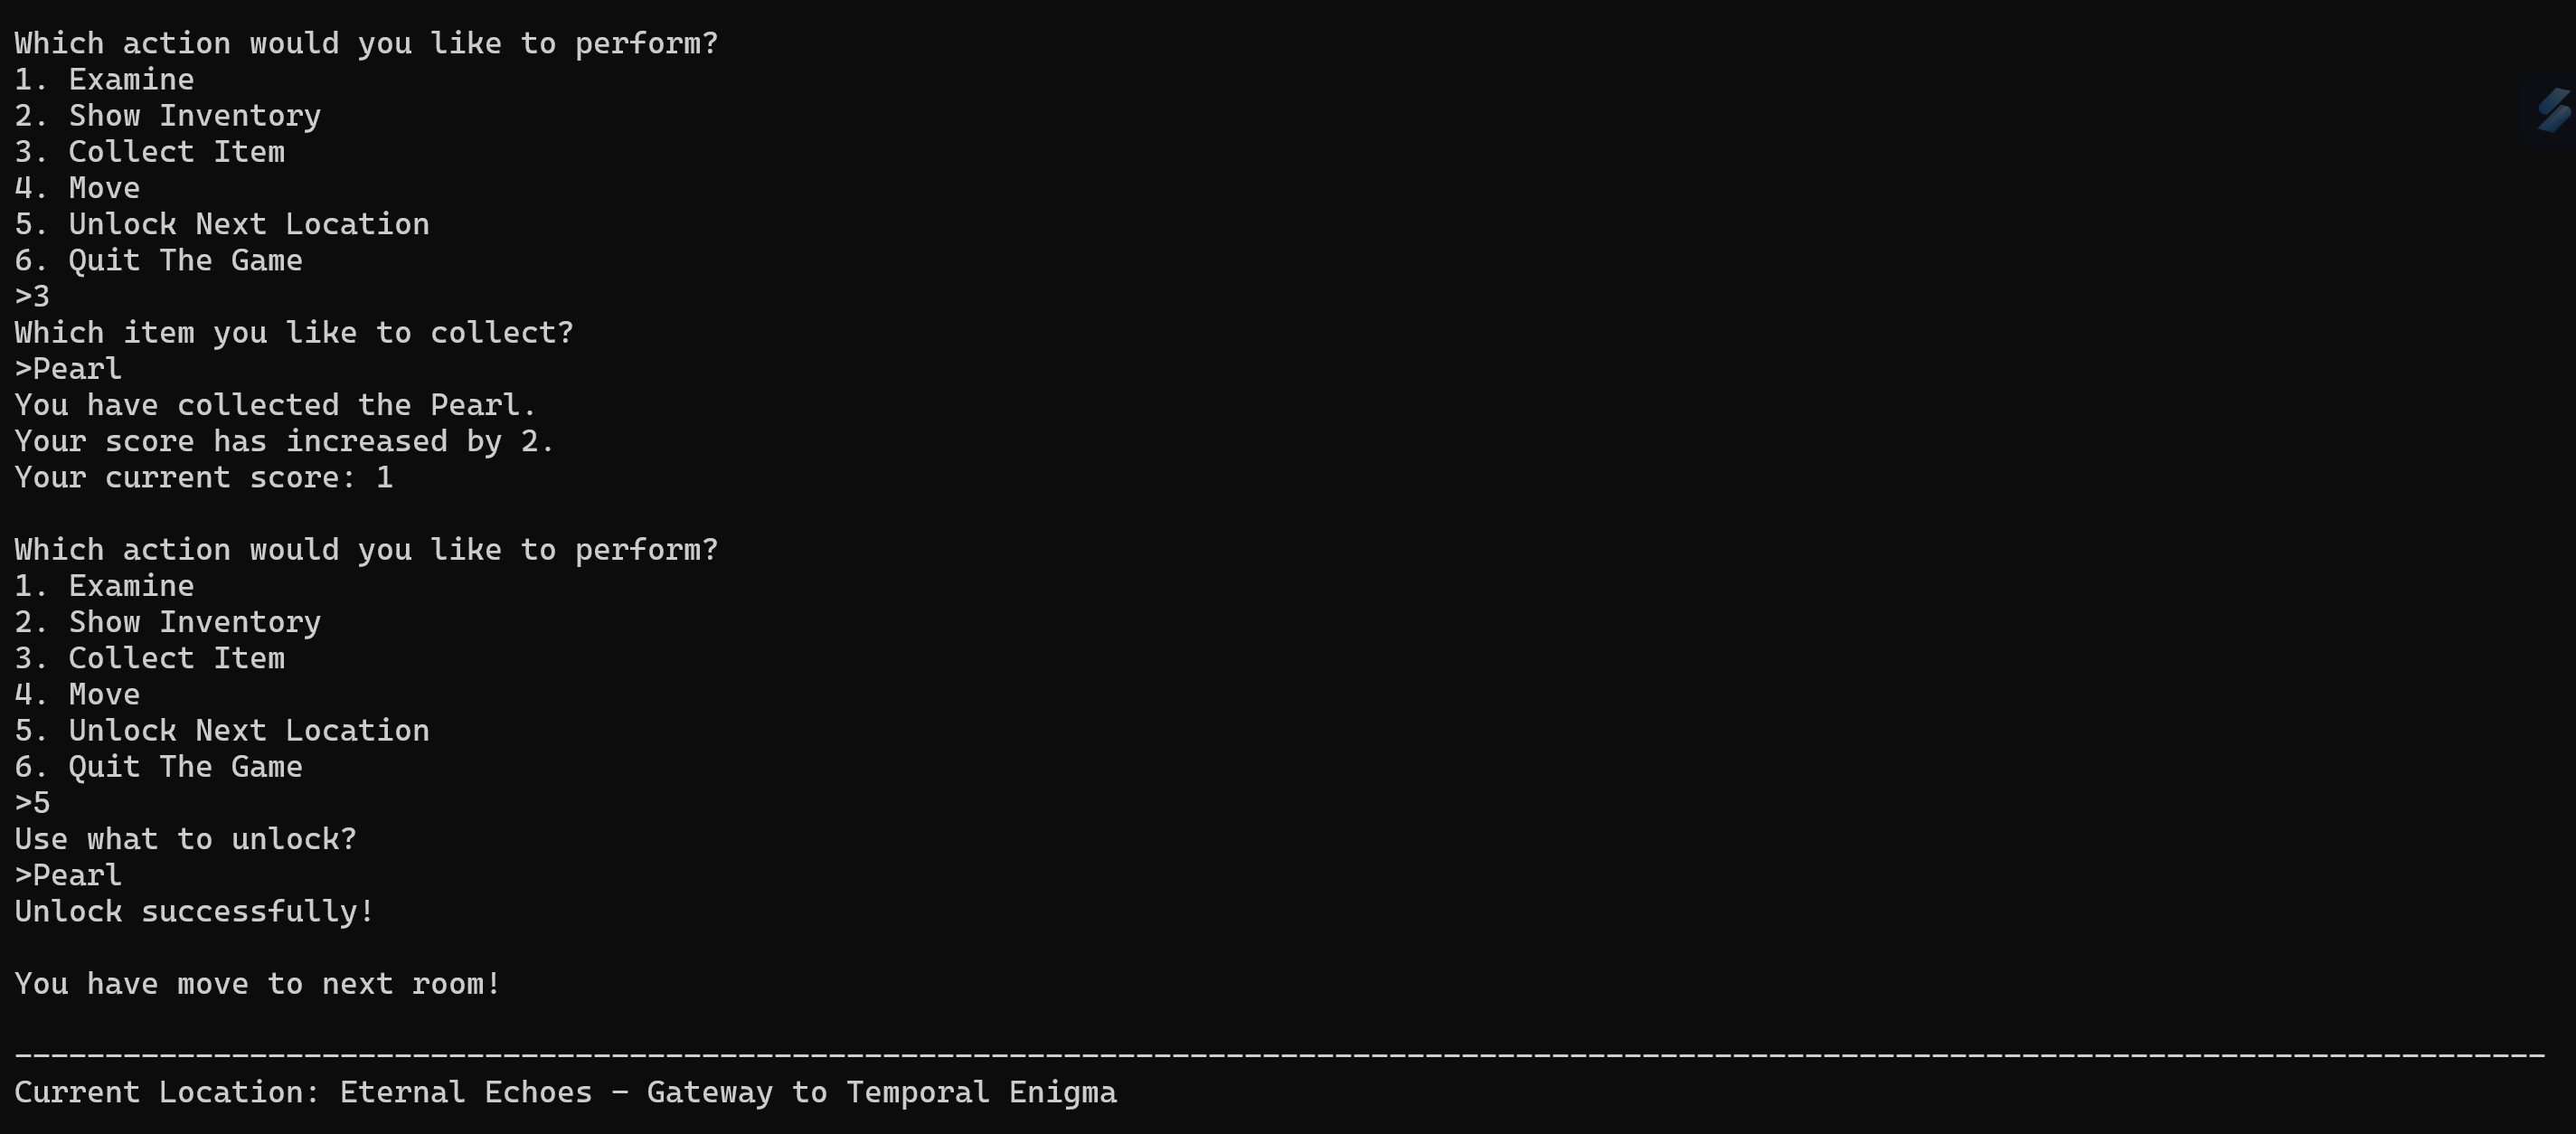 Which action would you like to perform?
1. Examine
2. Show Inventory
3. Collect Item
4. Move
5. Unlock Next Location
6. Quit The Game
>3
Which item you like to collect?
>Pearl
You have collected the Pearl.
Your score has increased by 2.
Your current score: 1

Which action would you like to perform?
1. Examine
2. Show Inventory
3. Collect Item
4. Move
5. Unlock Next Location
6. Quit The Game
>5
Use what to unlock?
>Pearl
Unlock successfully!

You have move to next room!

--------------------------------------------------------------------------------------------------------------------------------------------
Current Location: Eternal Echoes - Gateway to Temporal Enigma